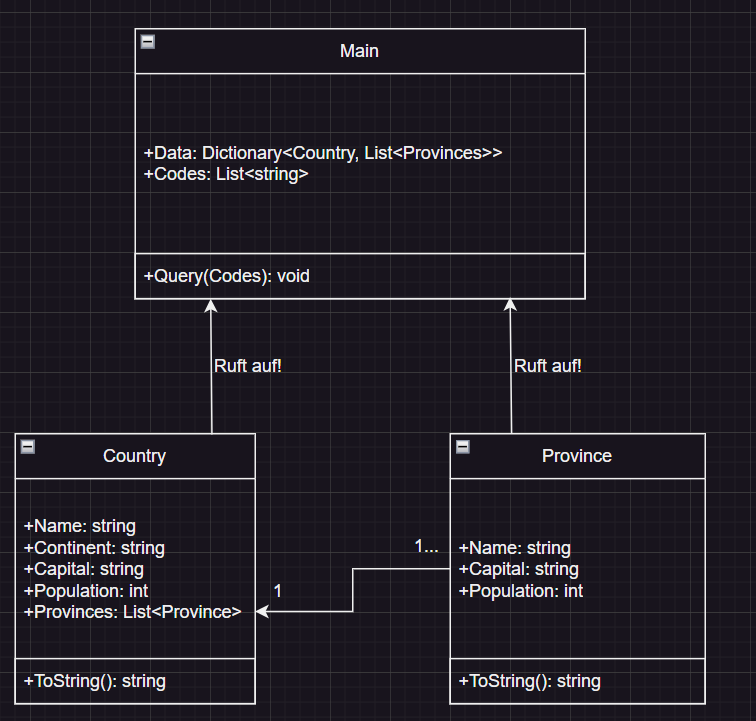 Main
+Data: Dictionary<Country, List<Provinces>>
+Codes: List<string>
+Query(Codes): void
Ruft auf!
Ruft auf!
Country
+Name: string
+Continent: string
+Capital: string
+Population: int
+Provinces: List<Province>
+ToString(): string
1
1...
Province
+Name: string
+Capital: string
+Population: int
+ToString(): string